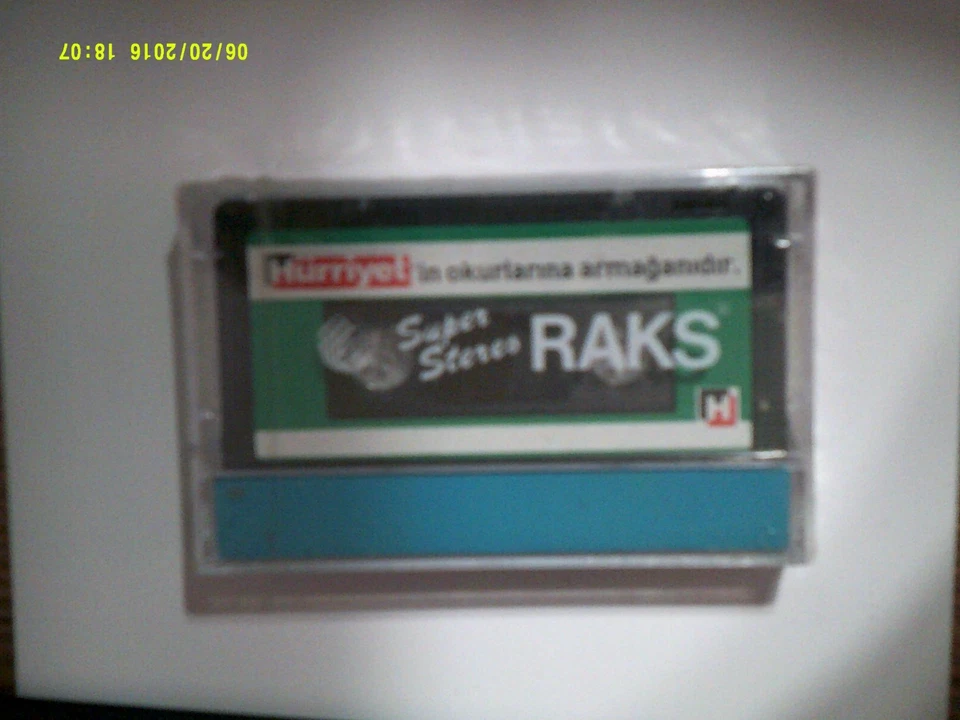 06/20/2016 18:07
Hürriyet'in okurlarına armağanıdır.
Super
Stereo RAKS
H